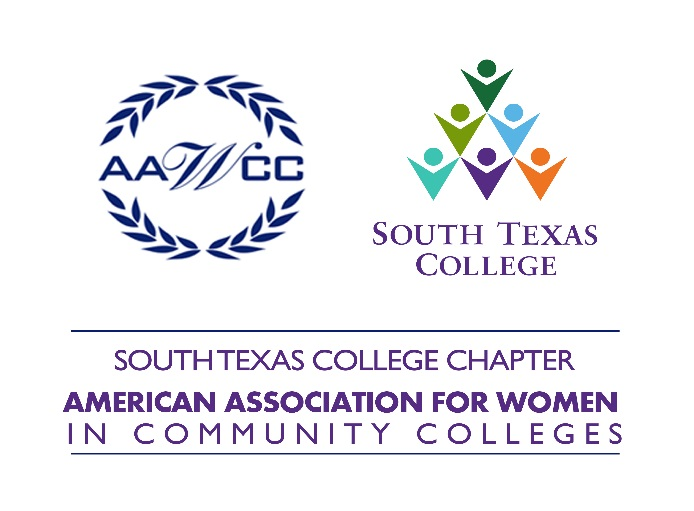 AAWCC
SOUTH TEXAS
COLLEGE
SOUTH TEXAS COLLEGE CHAPTER
AMERICAN ASSOCIATION FOR WOMEN
IN COMMUNITY COLLEGES